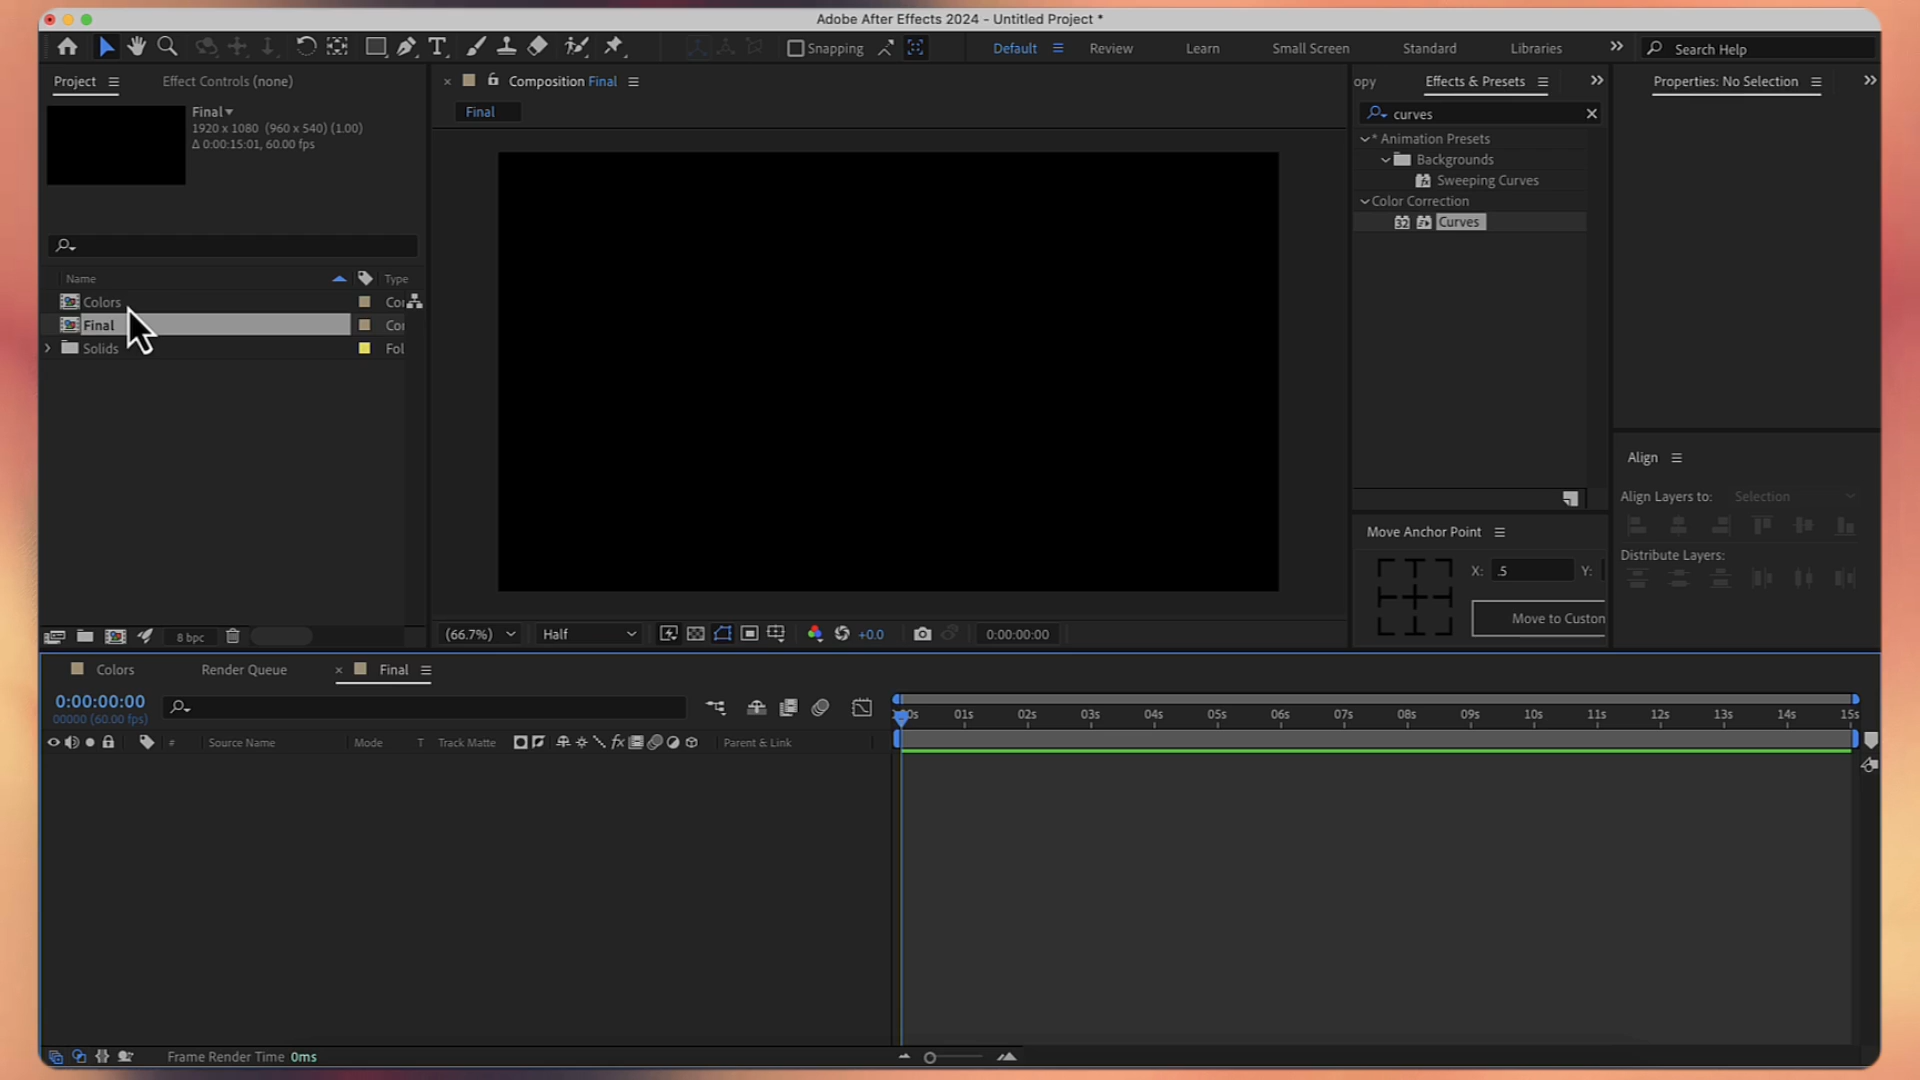 Adobe After Effects 2024 - Untitled Project *
Snapping
Default
Review
Learn
Small Screen
Standard
Libraries
Search Help
Project
Effect Controls (none)
Composition Final
opy
Effects & Presets
Properties: No Selection
Final
1920 x 1080 (960 x 540) (1.00)
Δ 0:00:15:01, 60.00 fps
Final
curves
* Animation Presets
Backgrounds
Sweeping Curves
Color Correction
32 Curves
Name
Type
Colors
Coi
Final
Coi
Solids
Fol
Align
Align Layers to:
Selection
Distribute Layers:
Move Anchor Point
X: .5 Y:
Move to Custon
8 bpc
(66.7%)
Half
+0.0
0:00:00:00
Colors
Render Queue
Final
0:00:00:00
00000 (60.00 fps)
01s 02s 03s 04s 05s 06s 07s 08s 09s 10s 11s 12s 13s 14s 15s
# Source Name Mode T Track Matte fx Parent & Link
Frame Render Time 0ms